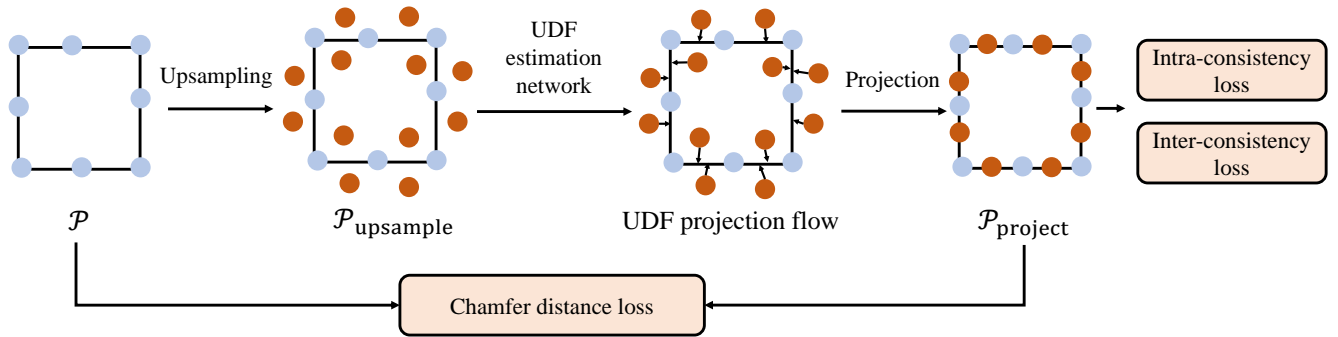 Upsampling
UDF
estimation
network
Projection
Intra-consistency
loss
Inter-consistency
loss
𝒫
𝒫upsample
UDF projection flow
𝒫project
Chamfer distance loss